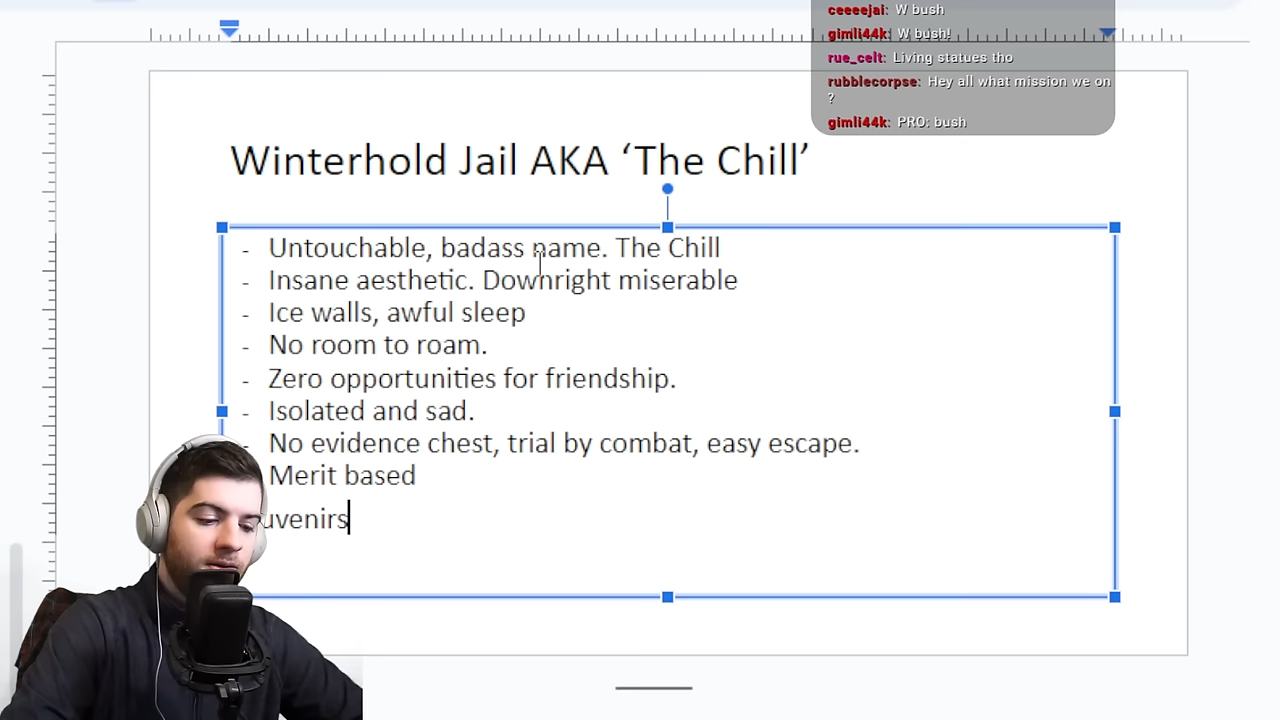 ceeeejai: W bush
gimli44k: W bush!
rue_celt: Living statues tho
rubblecorpse: Hey all what mission we on
?
gimli44k: PRO: bush
Winterhold Jail AKA ‘The Chill’
- Untouchable, badass name. The Chill
- Insane aesthetic. Downright miserable
- Ice walls, awful sleep
- No room to roam.
- Zero opportunities for friendship.
- Isolated and sad.
- No evidence chest, trial by combat, easy escape.
Merit based
uvenirs